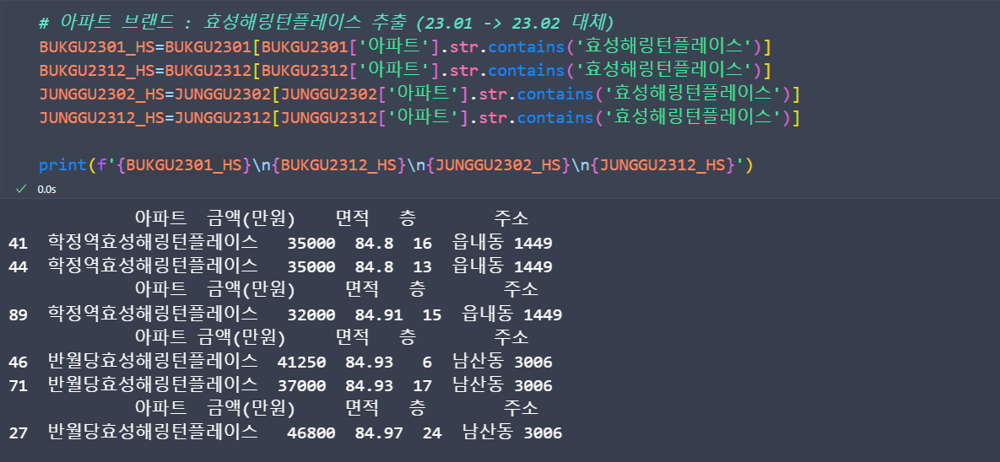 # 아파트 브랜드 : 효성해링턴플레이스 추출 (23.01 -> 23.02 대체)
BUKGU2301_HS=BUKGU2301[BUKGU2301['아파트'].str.contains('효성해링턴플레이스')]
BUKGU2312_HS=BUKGU2312[BUKGU2312['아파트'].str.contains('효성해링턴플레이스')]
JUNGGU2302_HS=JUNGGU2302[JUNGGU2302['아파트'].str.contains('효성해링턴플레이스')]
JUNGGU2312_HS=JUNGGU2312[JUNGGU2312['아파트'].str.contains('효성해링턴플레이스')]
print(f'{BUKGU2301_HS}\n{BUKGU2312_HS}\n{JUNGGU2302_HS}\n{JUNGGU2312_HS}')
0.0s
아파트 금액(만원) 면적 층 주소
41 학정역효성해링턴플레이스 35000 84.8 16 읍내동 1449
44 학정역효성해링턴플레이스 35000 84.8 13 읍내동 1449
아파트 금액(만원) 면적 층 주소
89 학정역효성해링턴플레이스 32000 84.91 15 읍내동 1449
아파트 금액(만원) 면적 층 주소
46 반월당효성해링턴플레이스 41250 84.93 6 남산동 3006
71 반월당효성해링턴플레이스 37000 84.93 17 남산동 3006
아파트 금액(만원) 면적 층 주소
27 반월당효성해링턴플레이스 46800 84.97 24 남산동 3006